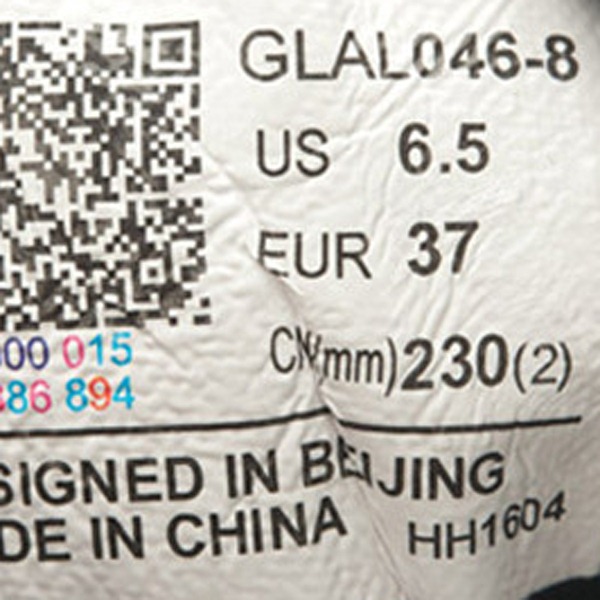 GLAL046-8
US 6.5
EUR 37
CN(mm)230(2)
00 015
86 894
SIGNED IN BEIJING
DE IN CHINA
HH1604